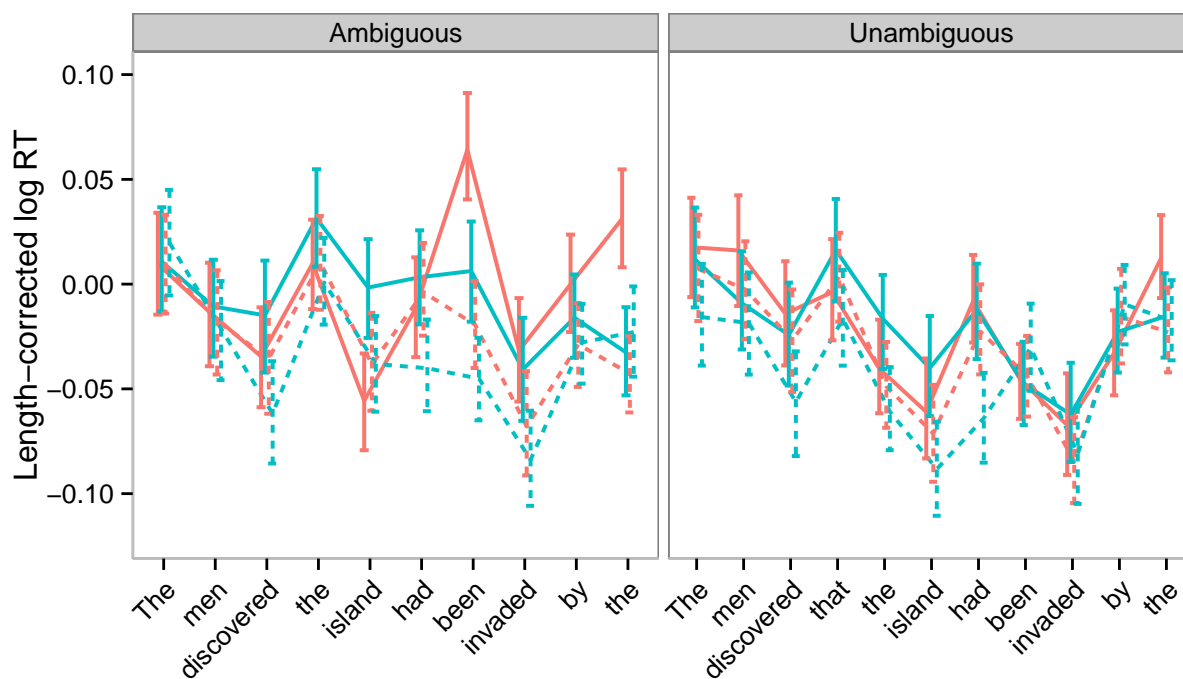 Ambiguous
Unambiguous
Length-corrected log RT
0.10
0.05
0.00
−0.05
−0.10
The
men
discovered
the
island
had
been
invaded
by
the
The
men
discovered
that
the
island
had
been
invaded
by
the